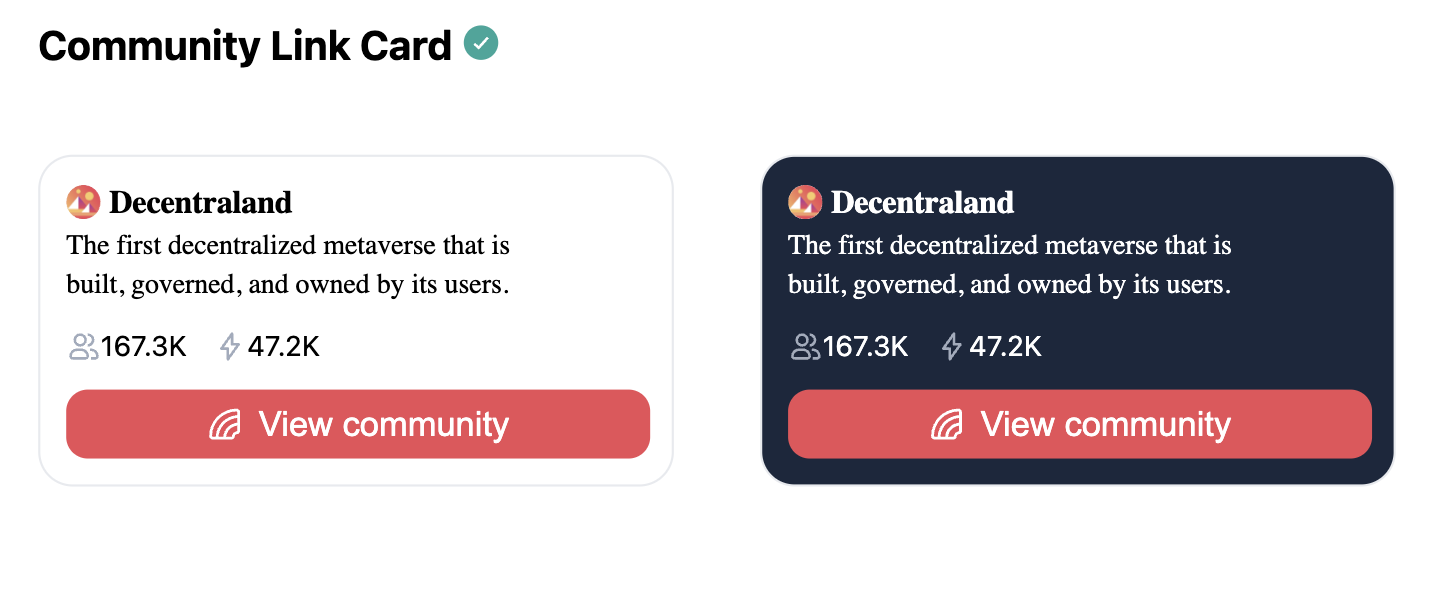 Community Link Card
Decentraland
The first decentralized metaverse that is
built, governed, and owned by its users.
167.3K 47.2K
View community
Decentraland
The first decentralized metaverse that is
built, governed, and owned by its users.
167.3K 47.2K
View community